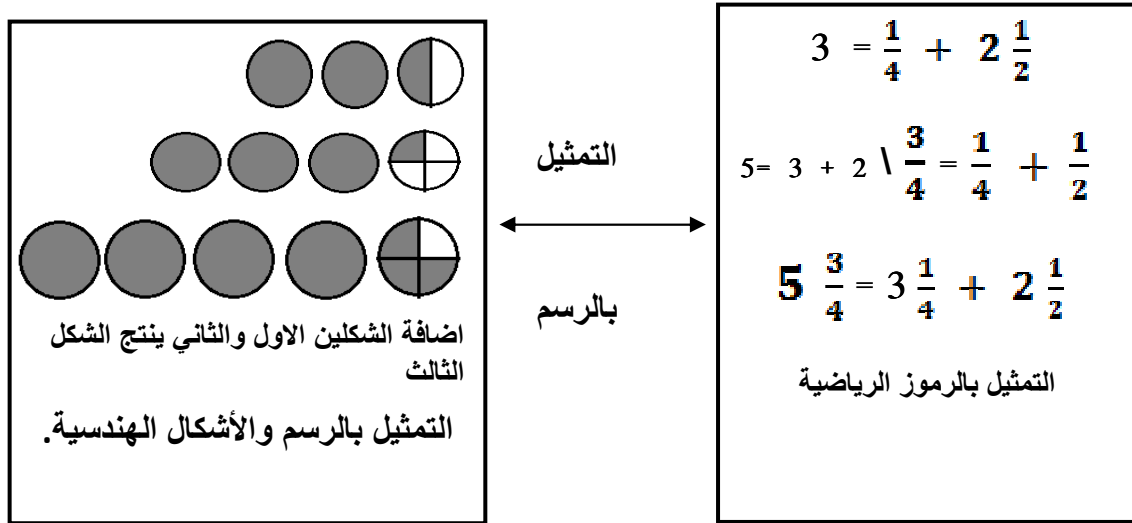 3 = 1/4 + 2 1/2
5= 3 + 2 \ 3/4 = 1/4 + 1/2
5 3/4 = 3 1/4 + 2 1/2
التمثيل بالرموز الرياضية
التمثيل
بالرسم
اضافة الشكلين الاول والثاني ينتج الشكل
الثالث
التمثيل بالرسم والأشكال الهندسية.